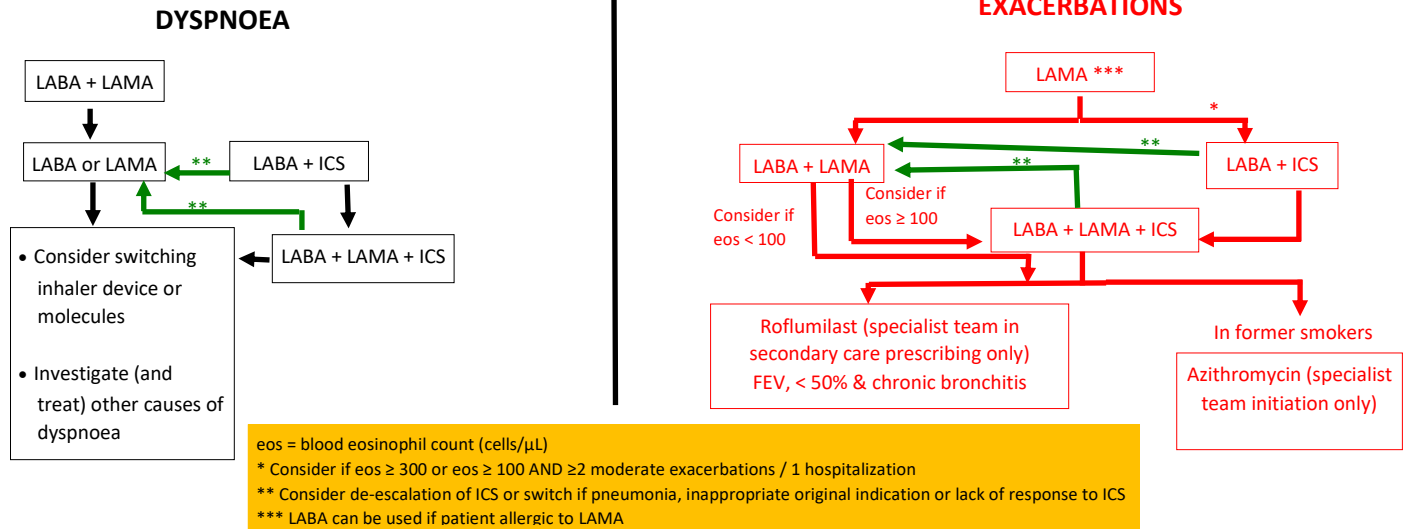 DYSPNOEA
LABA + LAMA
LABA or LAMA
**
LABA + ICS
**
LABA + LAMA + ICS
• Consider switching
inhaler device or
molecules
• Investigate (and
treat) other causes of
dyspnoea
EXACERBATIONS
LAMA ***
*
LABA + LAMA
**
**
LABA + ICS
Consider if
eos < 100
Consider if
eos ≥ 100
LABA + LAMA + ICS
Roflumilast (specialist team in
secondary care prescribing only)
FEV, < 50% & chronic bronchitis
In former smokers
Azithromycin (specialist
team initiation only)
eos = blood eosinophil count (cells/µL)
* Consider if eos ≥ 300 or eos ≥ 100 AND ≥2 moderate exacerbations / 1 hospitalization
** Consider de-escalation of ICS or switch if pneumonia, inappropriate original indication or lack of response to ICS
*** LABA can be used if patient allergic to LAMA